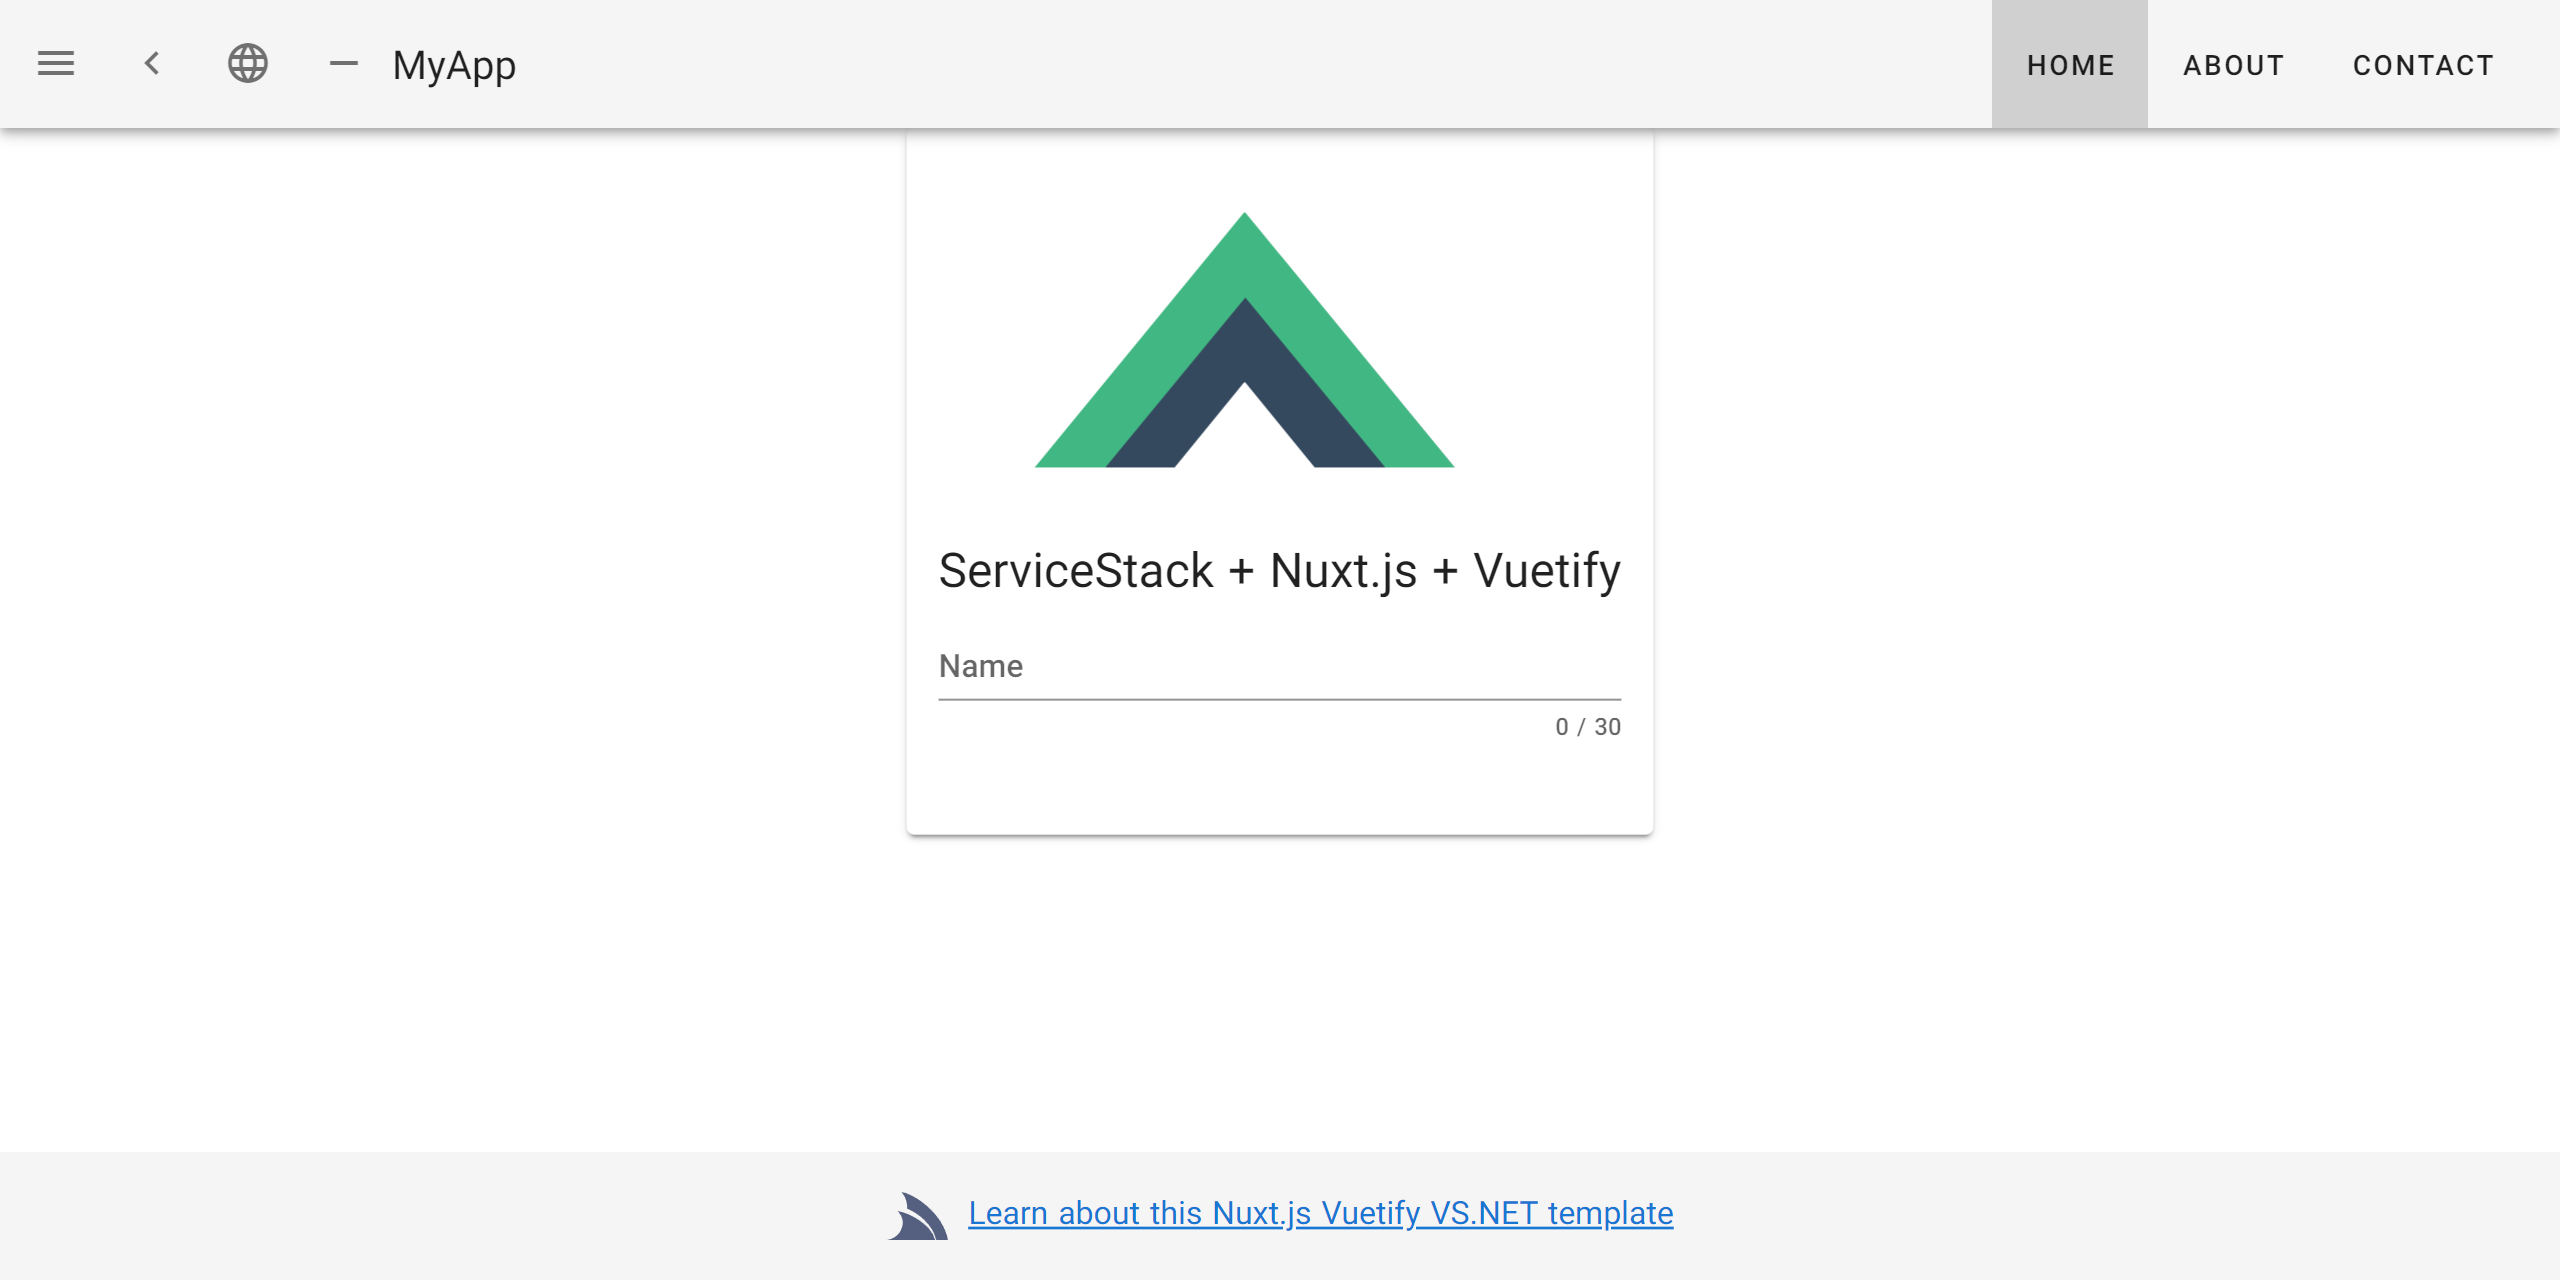 MyApp
HOME ABOUT CONTACT
ServiceStack + Nuxt.js + Vuetify
Name
0 / 30
Learn about this Nuxt.js Vuetify VS.NET template